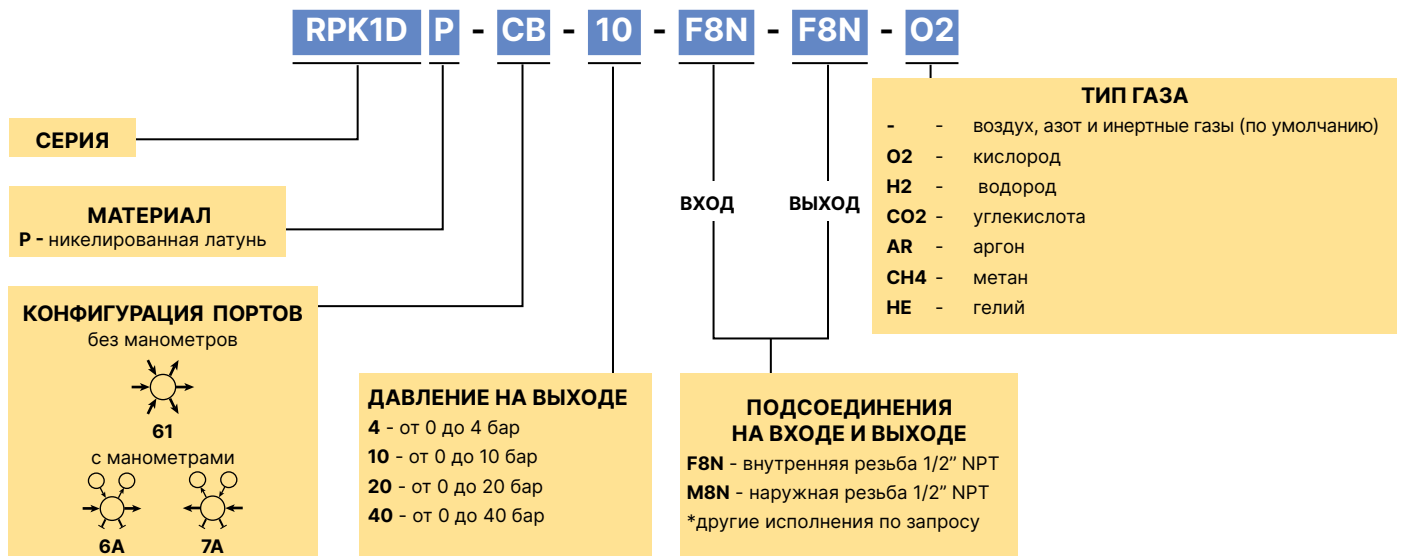 RPK1D P - CB - 10 - F8N - F8N - O2
СЕРИЯ
МАТЕРИАЛ
P - никелированная латунь
КОНФИГУРАЦИЯ ПОРТОВ
без манометров
61
с манометрами
6A 7A
ДАВЛЕНИЕ НА ВЫХОДЕ
4 - от 0 до 4 бар
10 - от 0 до 10 бар
20 - от 0 до 20 бар
40 - от 0 до 40 бар
ВХОД ВЫХОД
ПОДСОЕДИНЕНИЯ
НА ВХОДЕ И ВЫХОДЕ
F8N - внутренняя резьба 1/2” NPT
M8N - наружная резьба 1/2” NPT
*другие исполнения по запросу
ТИП ГАЗА
- - воздух, азот и инертные газы (по умолчанию)
O2 - кислород
H2 - водород
CO2 - углекислота
AR - аргон
CH4 - метан
HE - гелий